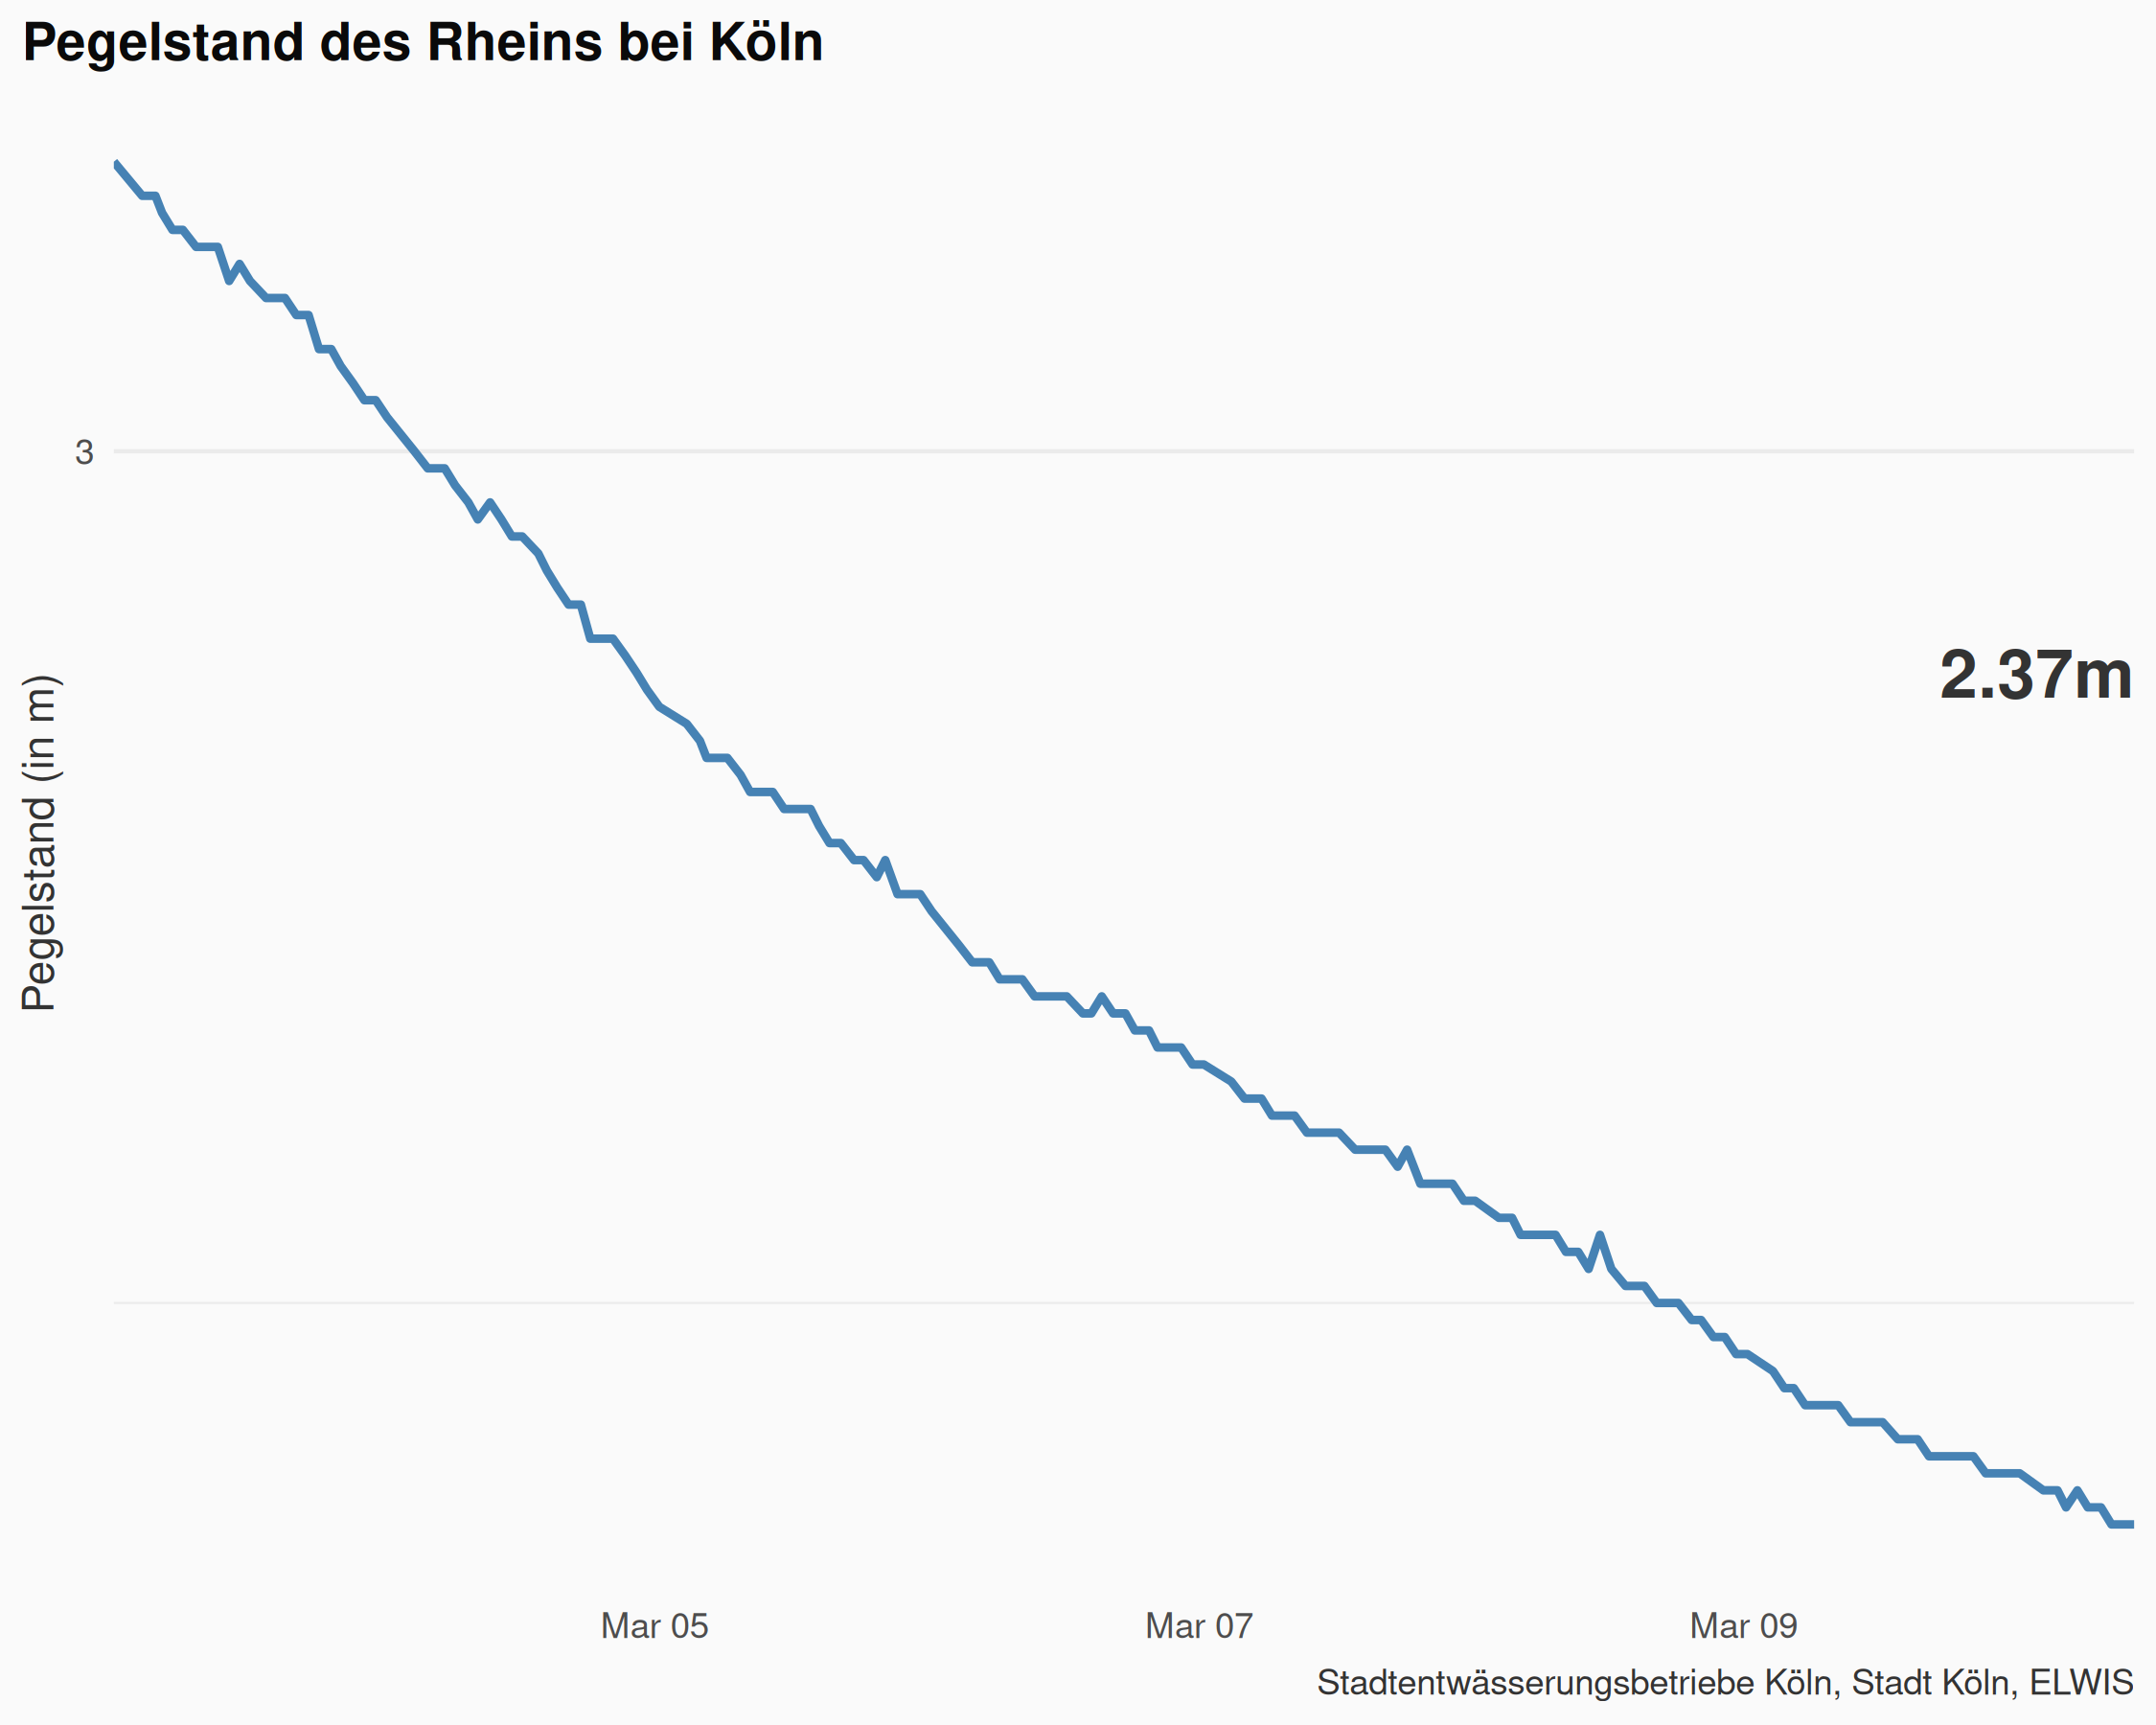 Pegelstand des Rheins bei Köln
3
2.37m
Pegelstand (in m)
Mar 05
Mar 07
Mar 09
Stadtentwässerungsbetriebe Köln, Stadt Köln, ELWIS